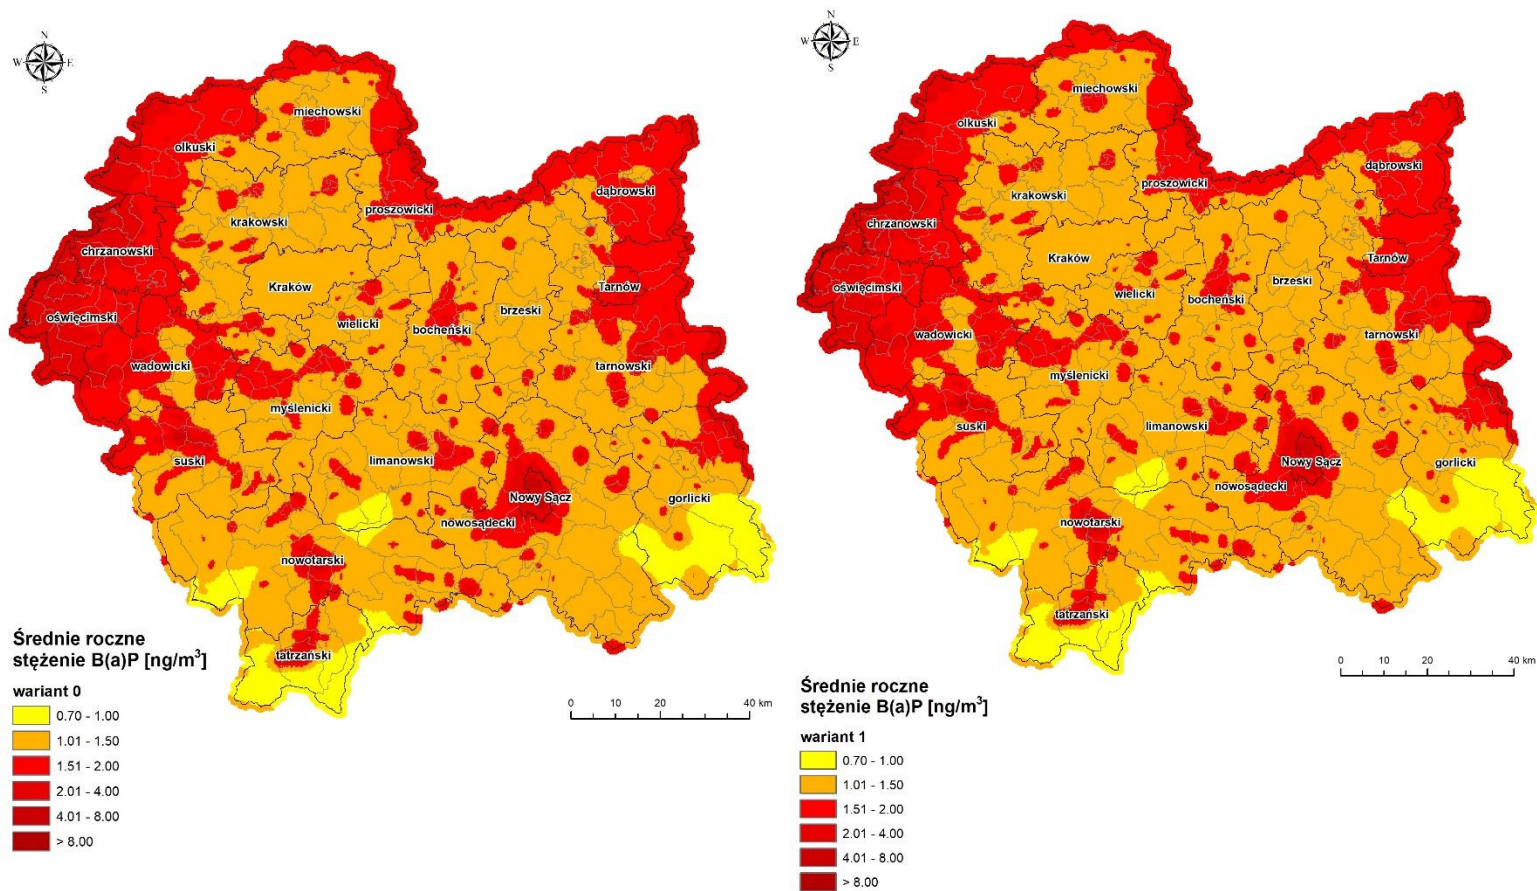 N
W E
S
miechowski
olkuski
dąbrowski
proszowicki
krakowski
chrzanowski
Kraków
Tarnów
oświęcimski
brzeski
wielicki
bocheński
wadowicki
tarnowski
myślenicki
suski
limanowski
Nowy Sącz
gorlicki
nowosądecki
nowotarski
tatrzański
Średnie roczne
stężenie B(a)P [ng/m³]
wariant 0
0.70 - 1.00
1.01 - 1.50
1.51 - 2.00
2.01 - 4.00
4.01 - 8.00
> 8.00
0 10 20 40 km
N
W E
S
miechowski
olkuski
dąbrowski
proszowicki
krakowski
chrzanowski
Kraków
Tarnów
brzeski
oświęcimski
wielicki
bocheński
wadowicki
tarnowski
myślenicki
suski
limanowski
Nowy Sącz
gorlicki
nowosądecki
nowotarski
tatrzański
0 10 20 40 km
Średnie roczne
stężenie B(a)P [ng/m³]
wariant 1
0.70 - 1.00
1.01 - 1.50
1.51 - 2.00
2.01 - 4.00
4.01 - 8.00
> 8.00